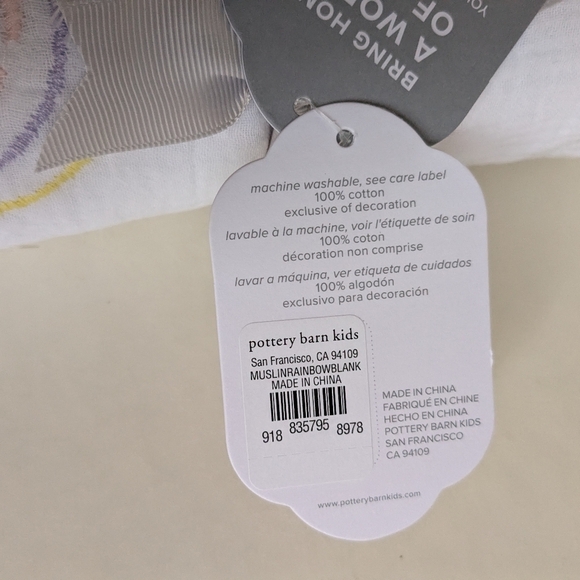 BRING HOM
A WO
OF
YO
machine washable, see care label
100% cotton
exclusive of decoration
lavable à la machine, voir l'étiquette de soin
100% coton
décoration non comprise
lavar a máquina, ver etiqueta de cuidados
100% algodón
exclusivo para decoración
pottery barn kids
San Francisco, CA 94109
MUSLINRAINBOWBLANK
MADE IN CHINA
918 835795 8978
MADE IN CHINA
FABRIQUÉ EN CHINE
HECHO EN CHINA
POTTERY BARN KIDS
SAN FRANCISCO
CA 94109
www.potterybarnkids.com